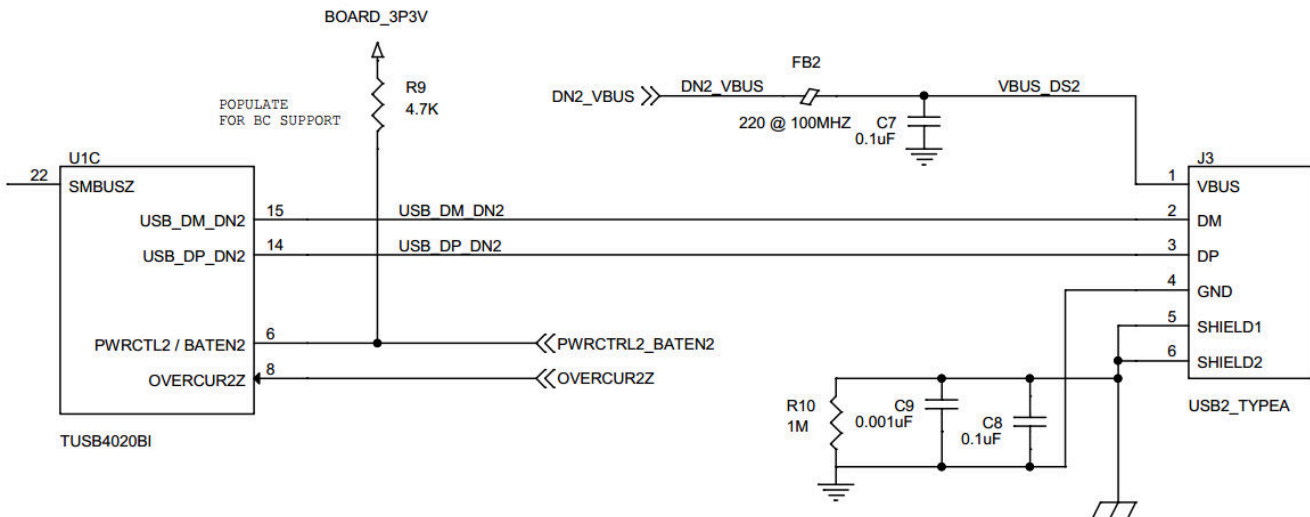 BOARD_3P3V
R9
4.7K
POPULATE
FOR BC SUPPORT
FB2
DN2_VBUS
DN2_VBUS
VBUS_DS2
220 @ 100MHZ
C7
0.1uF
U1C
22
SMBUSZ
J3
1
VBUS
USB_DM_DN2
15
USB_DM_DN2
2
DM
USB_DP_DN2
14
USB_DP_DN2
3
DP
4
GND
PWRCTL2 / BATEN2
6
PWRCTRL2_BATEN2
5
SHIELD1
OVERCUR2Z
8
OVERCUR2Z
6
SHIELD2
USB2_TYPEA
TUSB4020BI
R10
1M
C9
0.001uF
C8
0.1uF